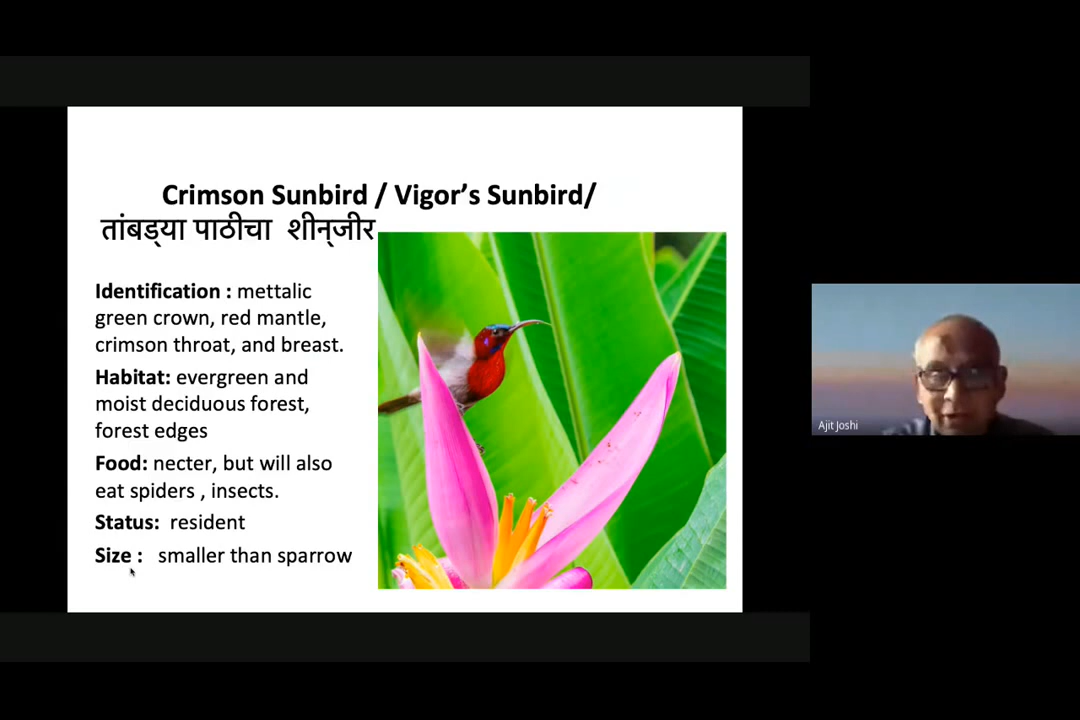 Crimson Sunbird / Vigor's Sunbird/
तांबड्या पाठीचा शीन्जीर
Identification : mettalic
green crown, red mantle,
crimson throat, and breast.
Habitat: evergreen and
moist deciduous forest,
forest edges
Food: necter, but will also
eat spiders , insects.
Status: resident
Size : smaller than sparrow
Ajit Joshi